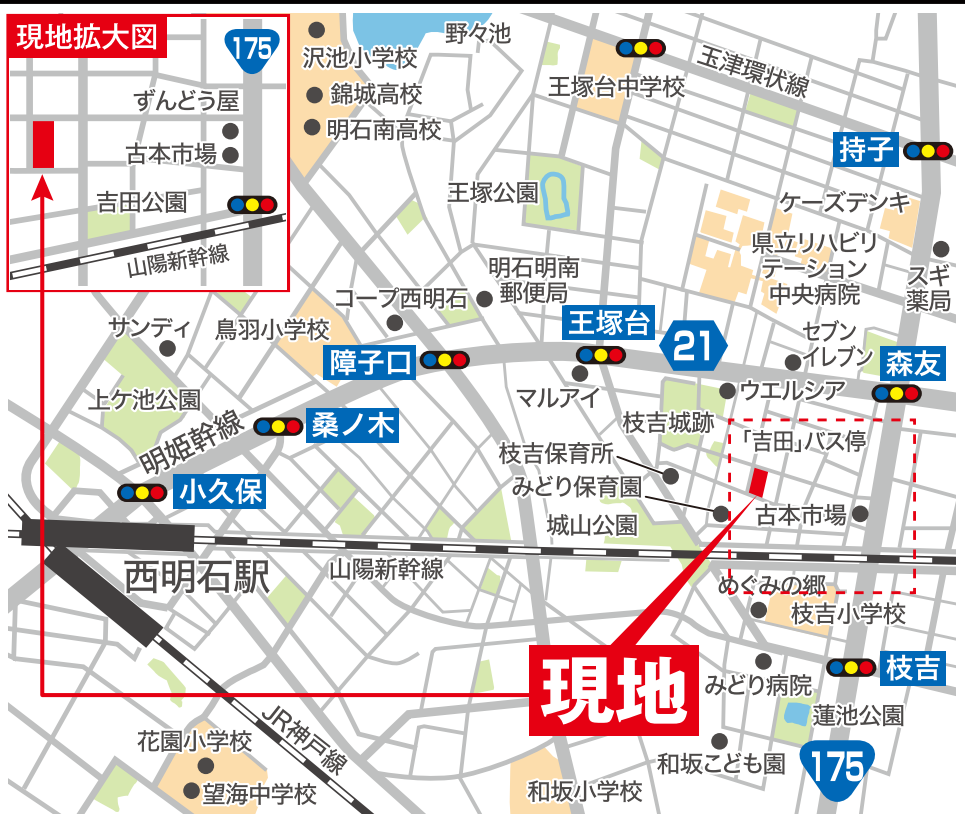 現地拡大図
175
ずんどう屋
古本市場
吉田公園
山陽新幹線
野々池
沢池小学校
錦城高校
明石南高校
王塚台中学校
玉津環状線
持子
王塚公園
ケーズデンキ
県立リハビリ
テーション
中央病院
スギ
薬局
明石明南
郵便局
コープ西明石
サンディ
鳥羽小学校
障子口
王塚台
21
セブン
イレブン
森友
マルアイ
ウエルシア
上ケ池公園
明姫幹線
桑ノ木
枝吉城跡
「吉田」バス停
枝吉保育所
みどり保育園
小久保
城山公園
古本市場
西明石駅
山陽新幹線
めぐみの郷
枝吉小学校
現地
枝吉
みどり病院
蓮池公園
JR神戸線
花園小学校
望海中学校
和坂こども園
175
和坂小学校